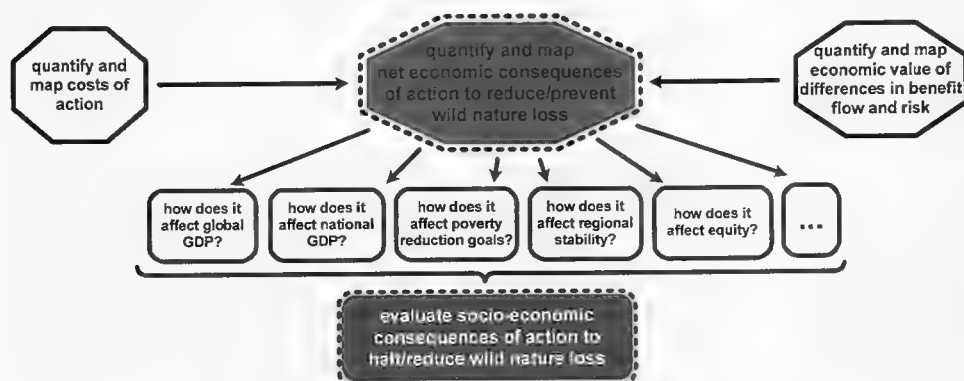 quantify and
map costs of
action
quantify and map
net economic consequences
of action to reduce/prevent
wild nature loss
quantify and map
economic value of
differences in benefit
flow and risk
how does it
affect global
GDP?
how does it
affect national
GDP?
how does it
affect poverty
reduction goals?
how does it
affect regional
stability?
how does it
affect equity?
...
evaluate socio-economic
consequences of action to
halt/reduce wild nature loss